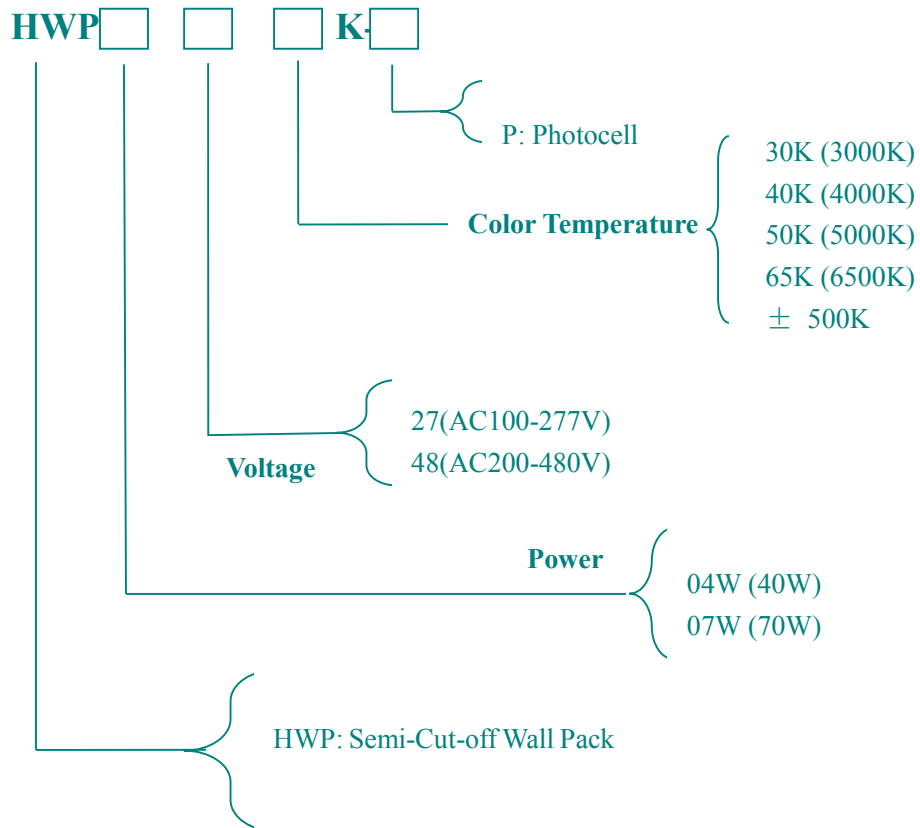 HWP K-
P: Photocell
30K (3000K)
40K (4000K)
Color Temperature
50K (5000K)
65K (6500K)
± 500K
27(AC100-277V)
48(AC200-480V)
Voltage
Power
04W (40W)
07W (70W)
HWP: Semi-Cut-off Wall Pack